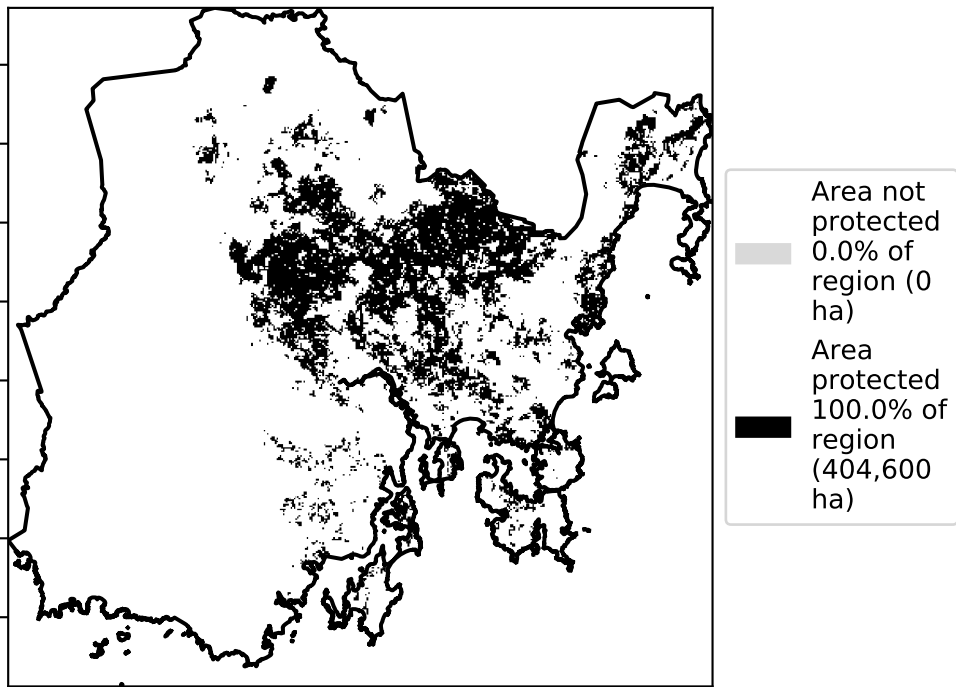 Area not
protected
0.0% of
region (0
ha)
Area
protected
100.0% of
region
(404,600
ha)